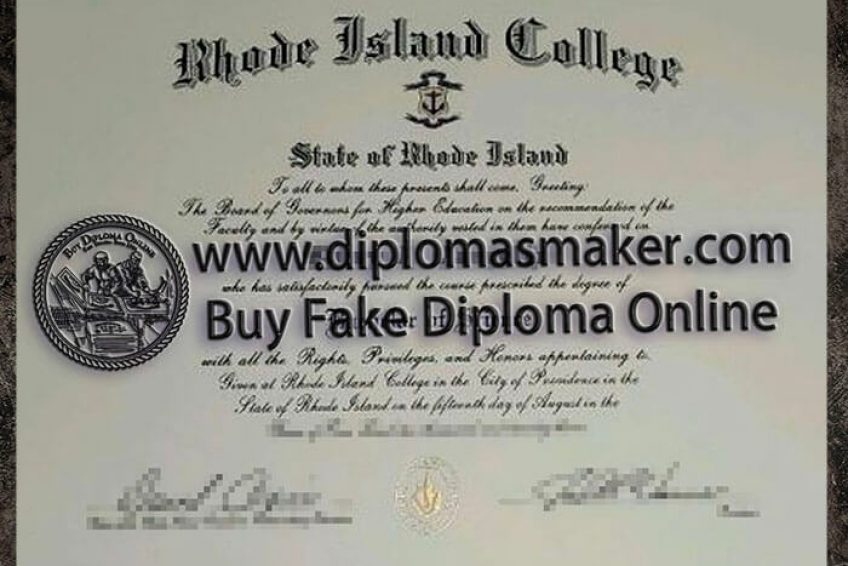 Rhode Island College
State of Rhode Island
To all to whom these presents shall come, Greeting:
The Board of Governors for Higher Education on the recommendation of the
Faculty and by virtue of the authority vested in them have conferred on
BUY DIPLOMA ONLINE
www.diplomasmaker.com
who has satisfactorily pursued the course prescribed the degree of
Buy Fake Diploma Online
with all the Rights, Privileges, and Honors appertaining to.
Given at Rhode Island College in the City of Providence in the
State of Rhode Island on the fifteenth day of August in the